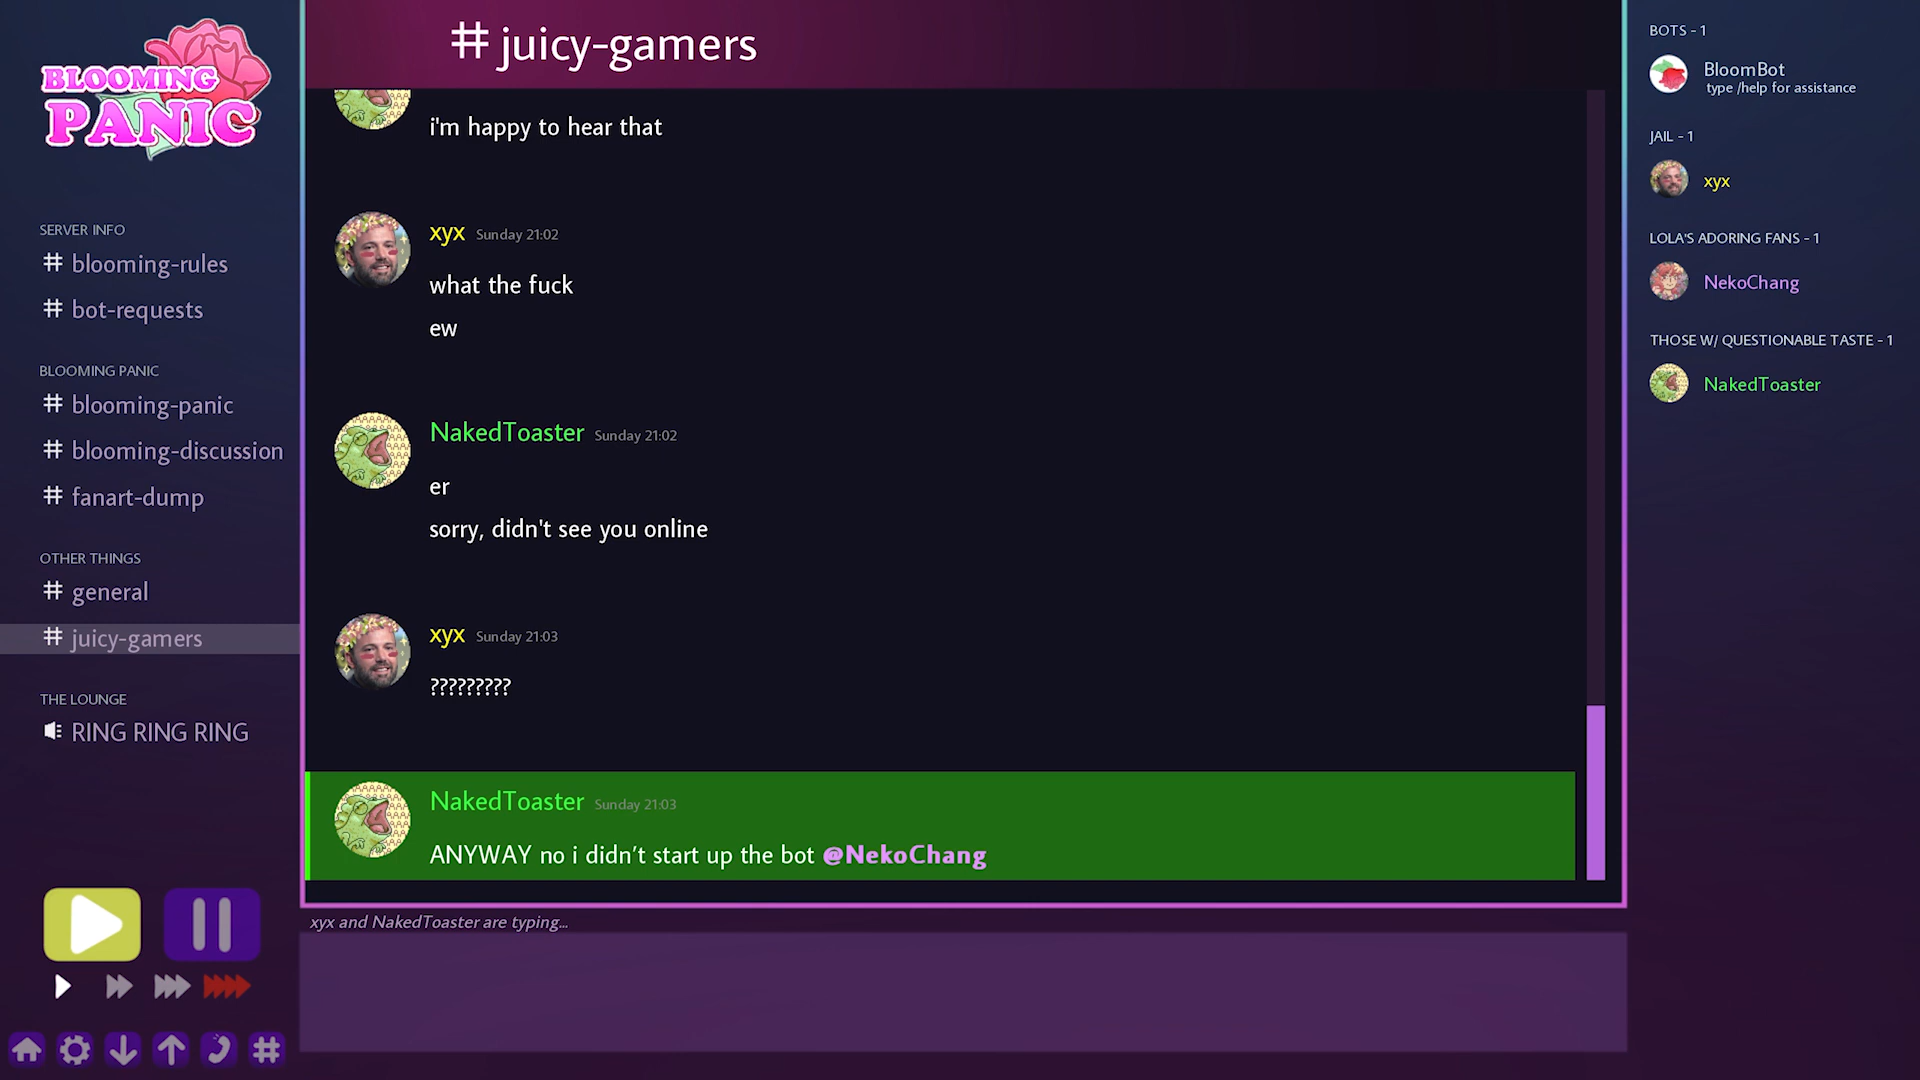 BLOOMING
PANIC
SERVER INFO
# blooming-rules
# bot-requests
BLOOMING PANIC
# blooming-panic
# blooming-discussion
# fanart-dump
OTHER THINGS
# general
# juicy-gamers
THE LOUNGE
RING RING RING
# juicy-gamers
i'm happy to hear that
xyx Sunday 21:02
what the fuck
ew
NakedToaster Sunday 21:02
er
sorry, didn't see you online
xyx Sunday 21:03
?????????
NakedToaster Sunday 21:03
ANYWAY no i didn’t start up the bot @NekoChang
xyx and NakedToaster are typing...
BOTS - 1
BloomBot
type /help for assistance
JAIL - 1
xyx
LOLA'S ADORING FANS - 1
NekoChang
THOSE W/ QUESTIONABLE TASTE - 1
NakedToaster